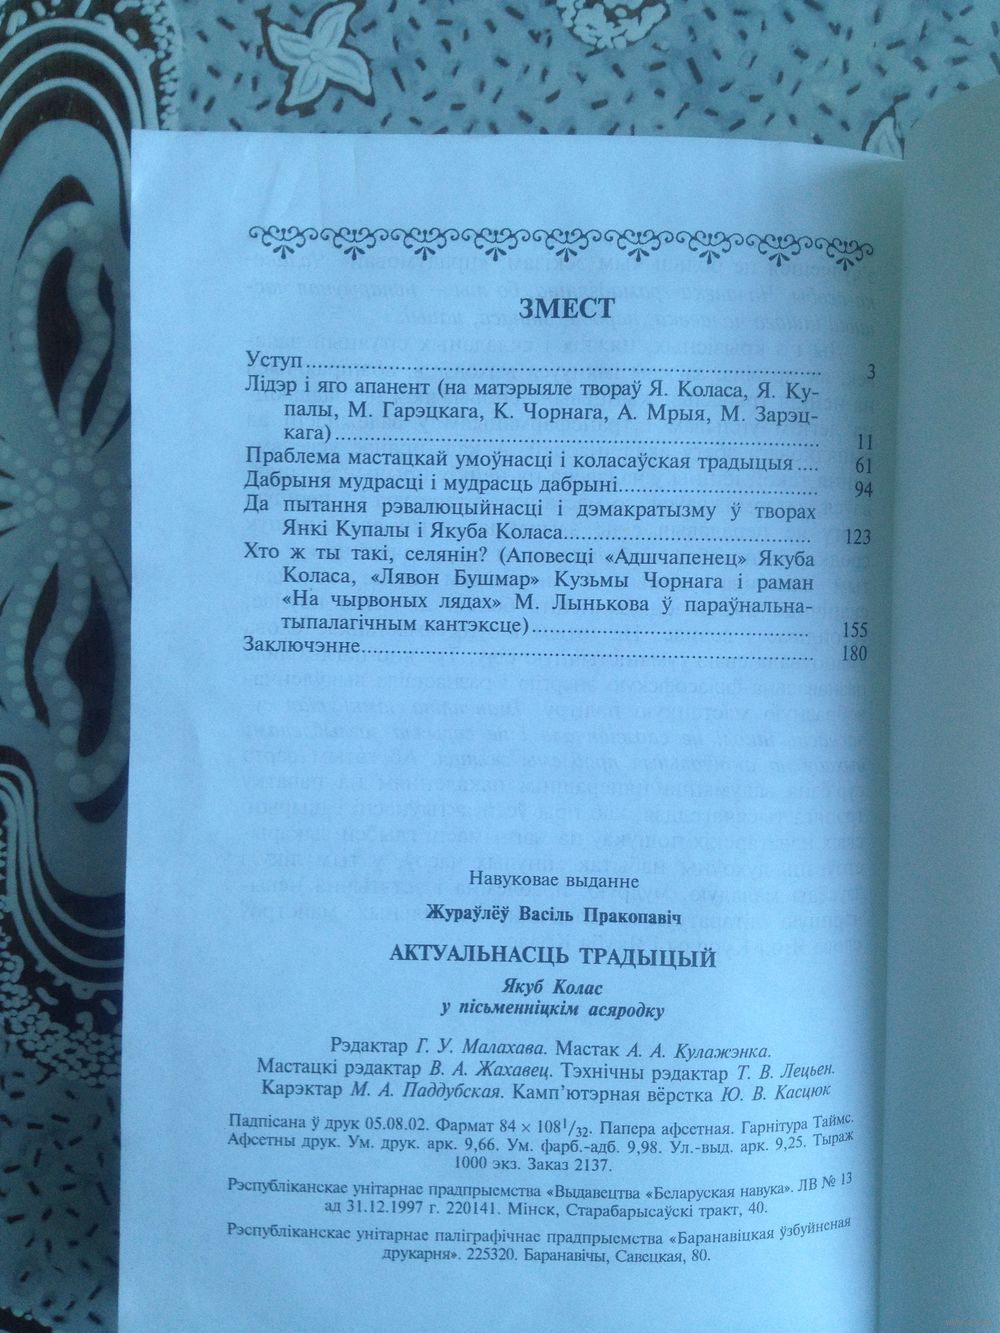 ЗМЕСТ
Уступ.......................................................................... 3
Лідэр і яго апанент (на матэрыяле твораў Я. Коласа, Я. Ку-
палы, М. Гарэцкага, К. Чорнага, А. Мрыя, М. Зарэц-
кага)...................................................................... 11
Праблема мастацкай умоўнасці і коласаўская традыцыя.... 61
Дабрыня мудрасці і мудрасць дабрыні............................. 94
Да пытання рэвалюцыйнасці і дэмакратызму ў творах
Янкі Купалы і Якуба Коласа................................... 123
Хто ж ты такі, селянін? (Аповесці «Адшчапенец» Якуба
Коласа, «Лявон Бушмар» Кузьмы Чорнага і раман
«На чырвоных лядах» М. Лынькова ў параўнальна-
тыпалагічным кантэксце)........................................ 155
Заключэнне................................................................. 180
Навуковае выданне
Жураўлёў Васіль Пракопавіч
АКТУАЛЬНАСЦЬ ТРАДЫЦЫЙ
Якуб Колас
у пісьменніцкім асяродку
Рэдактар Г. У. Малахава. Мастак А. А. Кулажэнка.
Мастацкі рэдактар В. А. Жахавец. Тэхнічны рэдактар Т. В. Лецьен.
Карэктар М. А. Паддубская. Камп'ютэрная вёрстка Ю. В. Касцюк
Падпісана ў друк 05.08.02. Фармат 84 × 108¹/₃₂. Папера афсетная. Гарнітура Таймс.
Афсетны друк. Ум. друк. арк. 9,66. Ум. фарб.-адб. 9,98. Ул.-выд. арк. 9,25. Тыраж
1000 экз. Заказ 2137.
Рэспубліканскае унітарнае прадпрыемства «Выдавецтва «Беларуская навука». ЛВ № 13
ад 31.12.1997 г. 220141. Мінск, Старабарысаўскі тракт, 40.
Рэспубліканскае унітарнае паліграфічнае прадпрыемства «Баранавіцкая ўзбуйненая
друкарня». 225320. Баранавічы, Савецкая, 80.